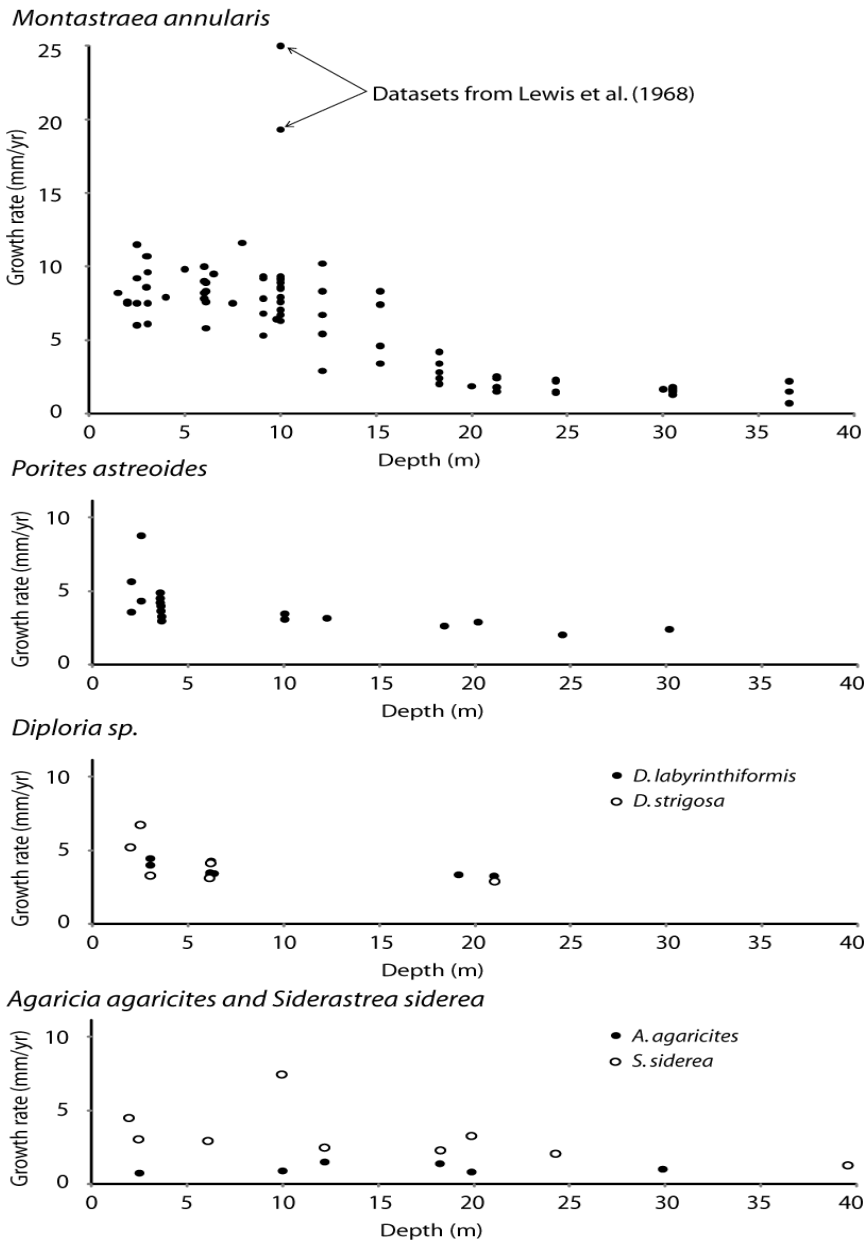 Montastraea annularis
25
20
15
10
5
0
Growth rate (mm/yr)
Datasets from Lewis et al. (1968)
0 5 10 15 20 25 30 35 40
Depth (m)
Porites astreoides
10
5
0
Growth rate (mm/yr)
0 5 10 15 20 25 30 35 40
Depth (m)
Diploria sp.
10
5
0
Growth rate (mm/yr)
D. labyrinthiformis
D. strigosa
0 5 10 15 20 25 30 35 40
Depth (m)
Agaricia agaricites and Siderastrea siderea
10
5
0
Growth rate (mm/yr)
A. agaricites
S. siderea
0 5 10 15 20 25 30 35 40
Depth (m)